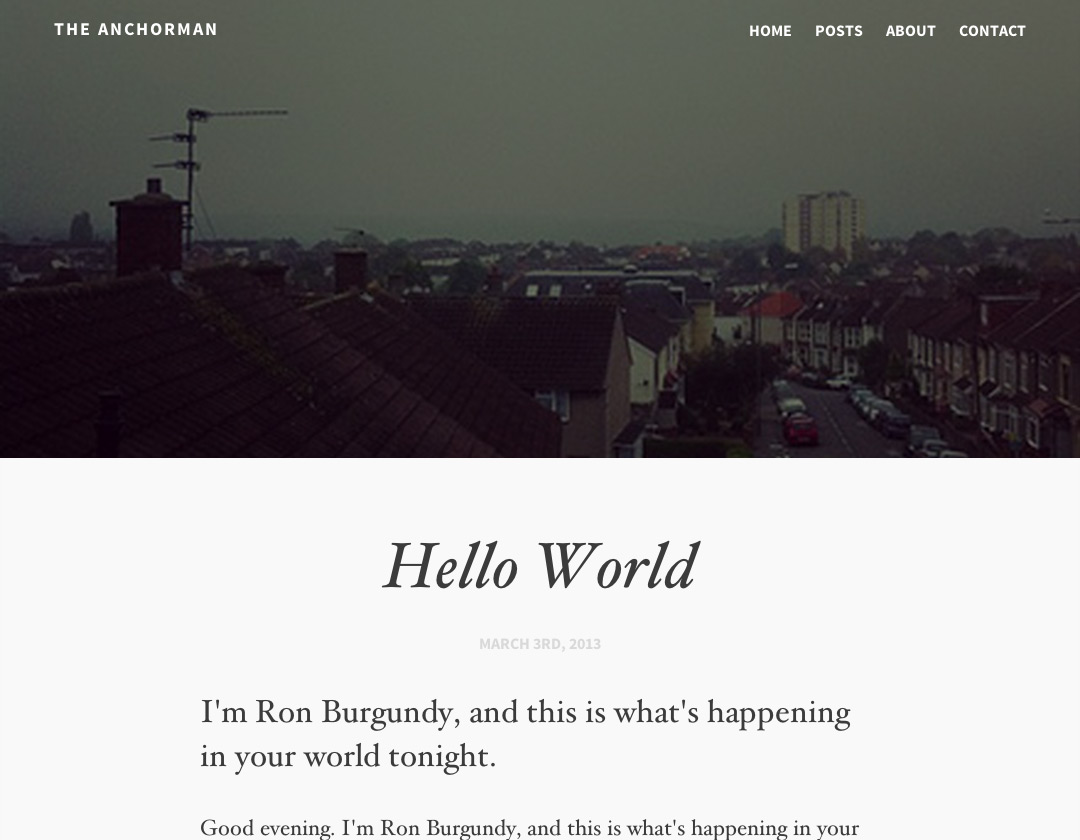 THE ANCHORMAN
HOME POSTS ABOUT CONTACT
Hello World
MARCH 3RD, 2013
I'm Ron Burgundy, and this is what's happening
in your world tonight.
Good evening. I'm Ron Burgundy, and this is what's happening in your